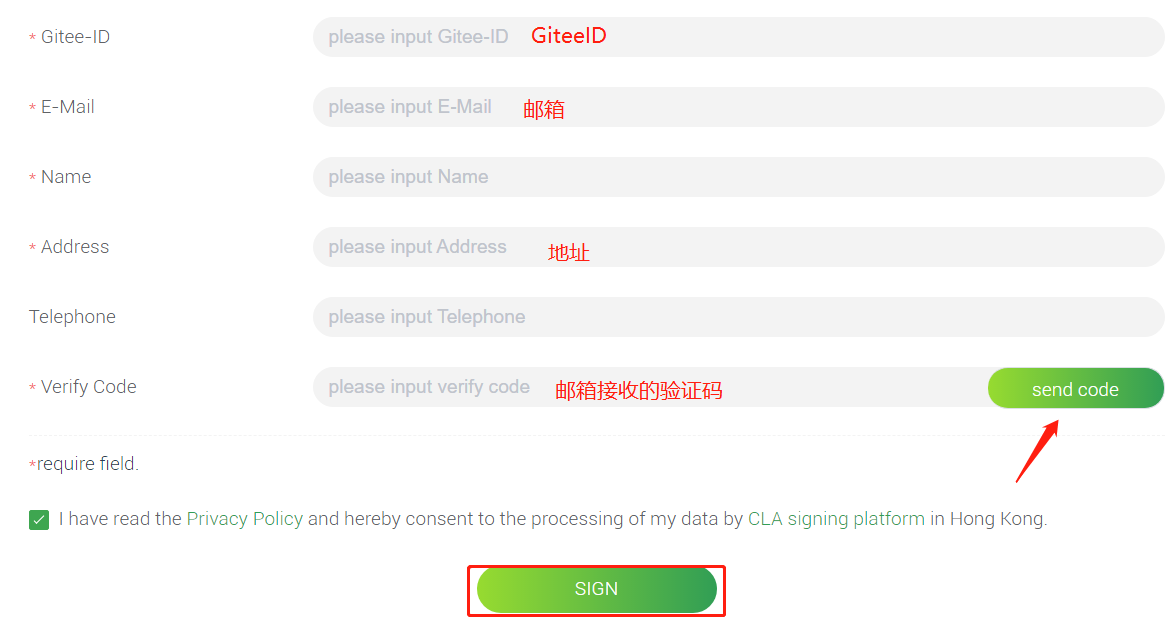 * Gitee-ID please input Gitee-ID GiteeID
* E-Mail please input E-Mail 邮箱
* Name please input Name
* Address please input Address 地址
Telephone please input Telephone
* Verify Code please input verify code 邮箱接收的验证码 send code
*require field.
I have read the Privacy Policy and hereby consent to the processing of my data by CLA signing platform in Hong Kong.
SIGN